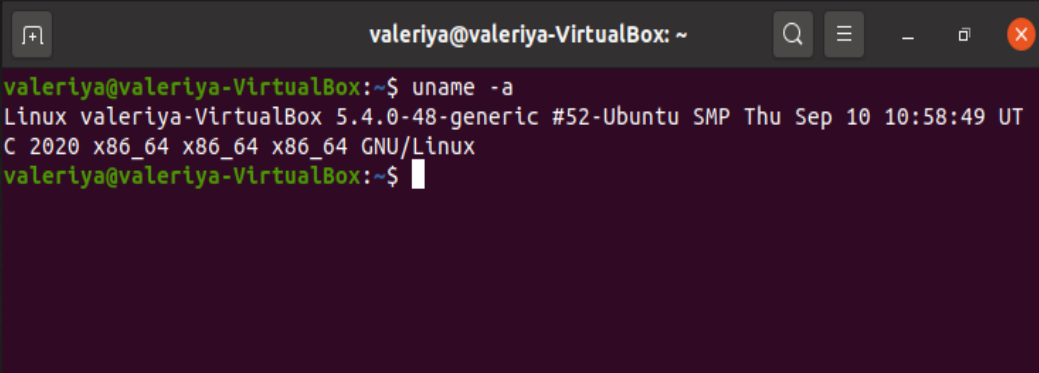 valeriya@valeriya-VirtualBox: ~
valeriya@valeriya-VirtualBox:~$ uname -a
Linux valeriya-VirtualBox 5.4.0-48-generic #52-Ubuntu SMP Thu Sep 10 10:58:49 UT
C 2020 x86_64 x86_64 x86_64 GNU/Linux
valeriya@valeriya-VirtualBox:~$